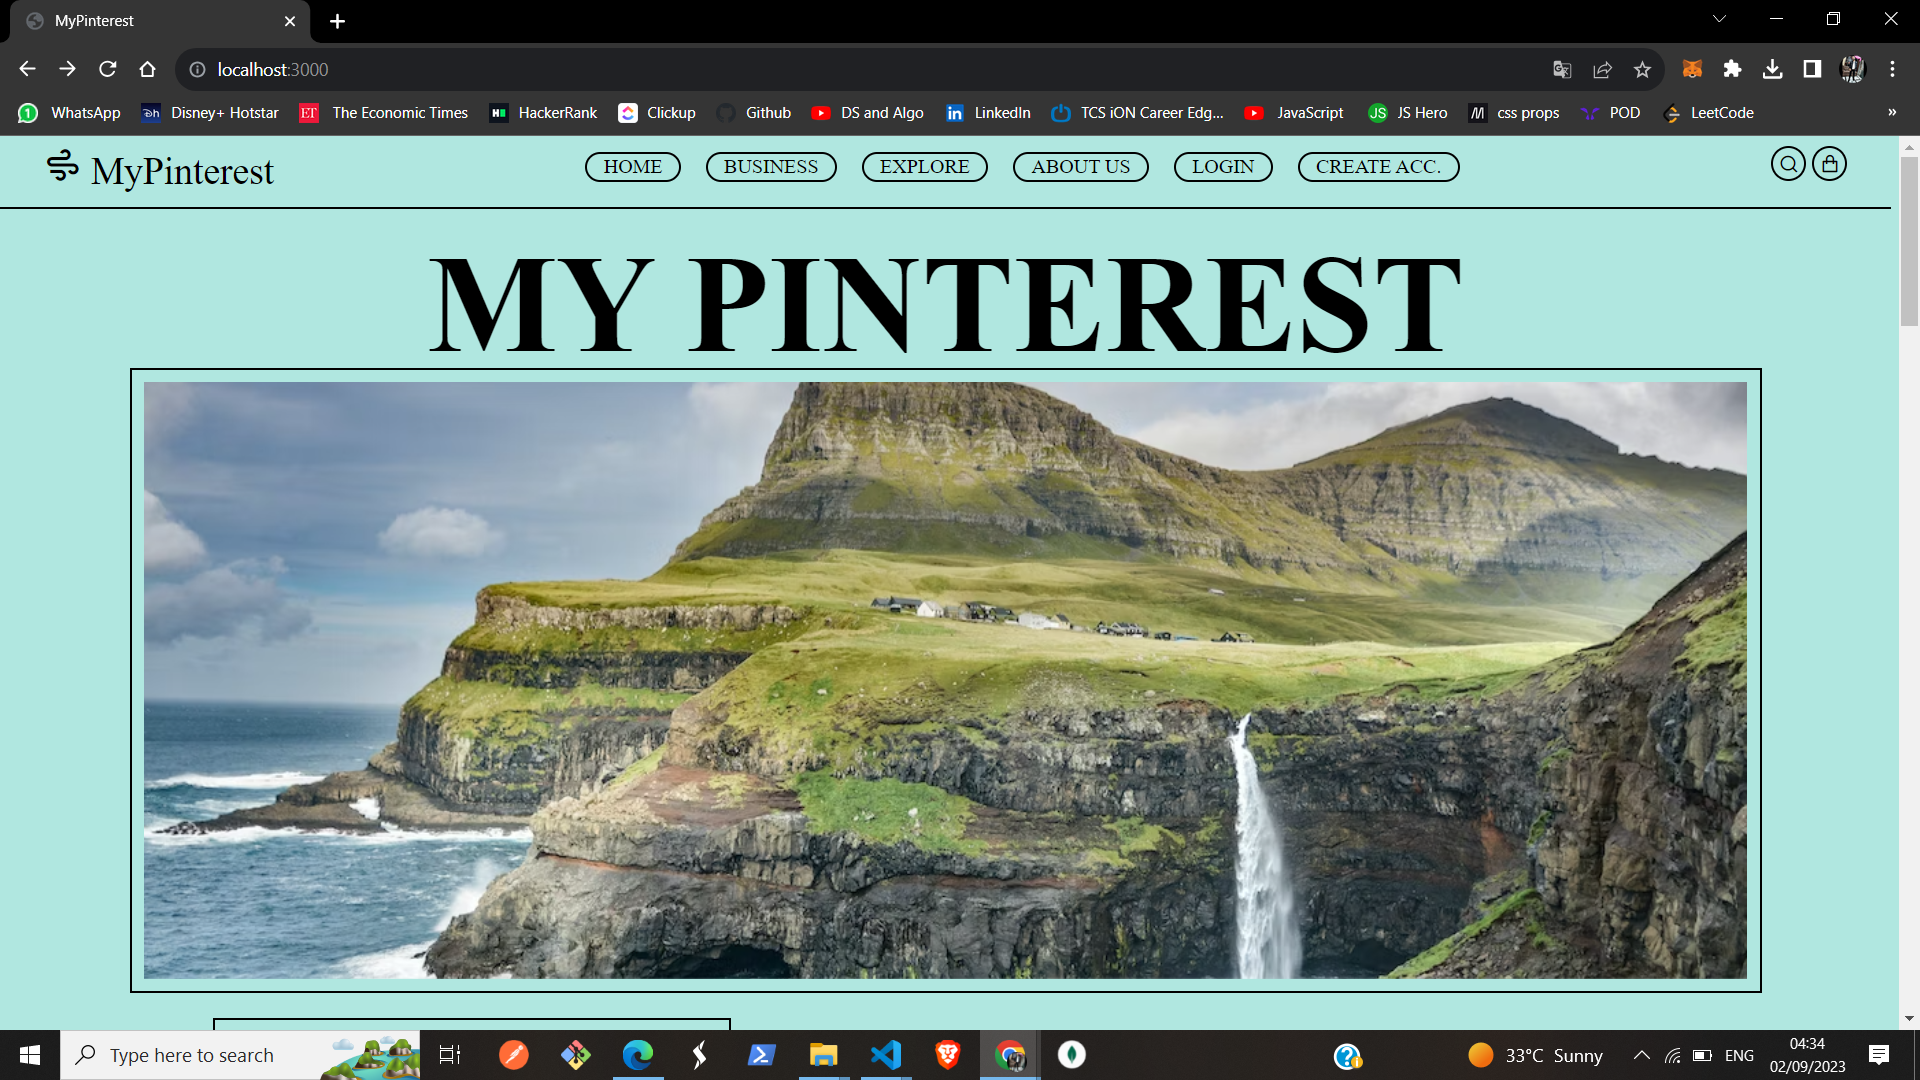 MyPinterest
localhost:3000
WhatsApp Disney+ Hotstar ET The Economic Times HackerRank Clickup Github DS and Algo LinkedIn TCS iON Career Edg... JavaScript JS JS Hero css props POD LeetCode »
MyPinterest HOME BUSINESS EXPLORE ABOUT US LOGIN CREATE ACC.
MY PINTEREST
Type here to search
33°C Sunny
ENG
04:34
02/09/2023